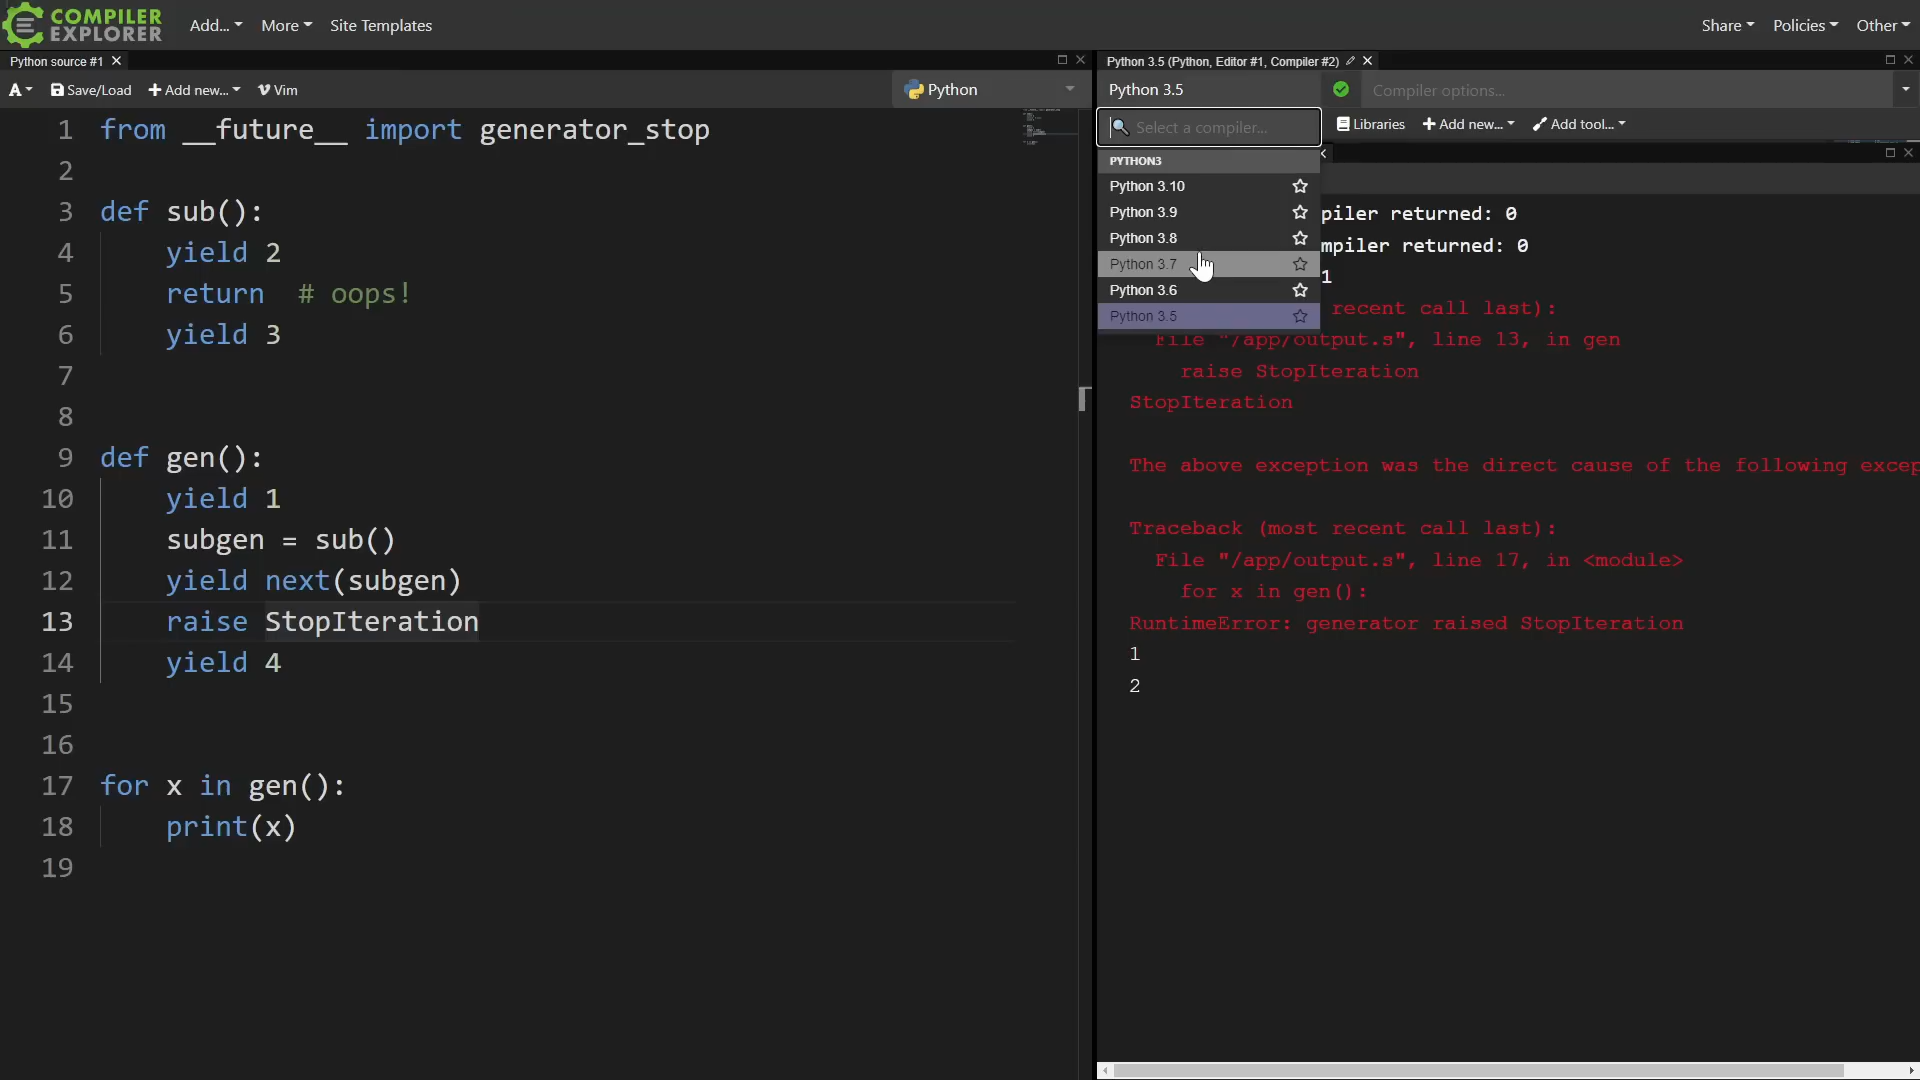 COMPILER
EXPLORER
Add...
More
Site Templates
Share
Policies
Other
Python source #1
Python 3.5 (Python, Editor #1, Compiler #2)
A
Save/Load
Add new...
Vim
Python
Python 3.5
Compiler options...
Select a compiler...
Libraries
Add new...
Add tool...
PYTHON3
Python 3.10
Python 3.9
Python 3.8
Python 3.7
Python 3.6
Python 3.5
1 from __future__ import generator_stop
2
3 def sub():
4 yield 2
5 return # oops!
6 yield 3
7
8
9 def gen():
10 yield 1
11 subgen = sub()
12 yield next(subgen)
13 raise StopIteration
14 yield 4
15
16
17 for x in gen():
18 print(x)
19
piler returned: 0
mpiler returned: 0
1
recent call last):
File "/app/output.s", line 13, in gen
raise StopIteration
StopIteration
The above exception was the direct cause of the following excep
Traceback (most recent call last):
File "/app/output.s", line 17, in <module>
for x in gen():
RuntimeError: generator raised StopIteration
1
2